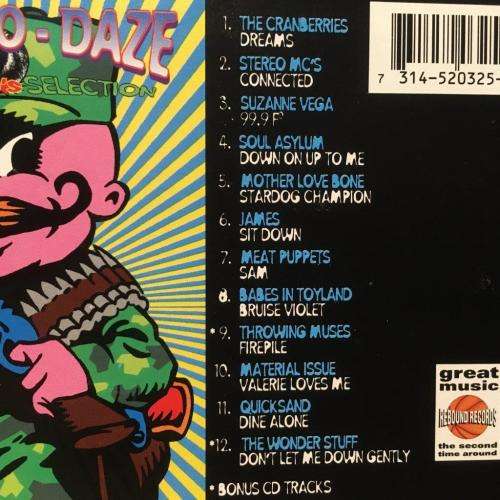 O-DAZE
SELECTION
1. THE CRANBERRIES
DREAMS
2. STEREO MC'S
CONNECTED
3. SUZANNE VEGA
99.9 F°
4. SOUL ASYLUM
DOWN ON UP TO ME
5. MOTHER LOVE BONE
STARDOG CHAMPION
6. JAMES
SIT DOWN
7. MEAT PUPPETS
SAM
8. BABES IN TOYLAND
BRUISE VIOLET
•9. THROWING MUSES
FIREPILE
10. MATERIAL ISSUE
VALERIE LOVES ME
11. QUICKSAND
DINE ALONE
•12. THE WONDER STUFF
DON'T LET ME DOWN GENTLY
•BONUS CD TRACKS
7 314-520325-
great
music
REBOUND RECORDS
the second
time around